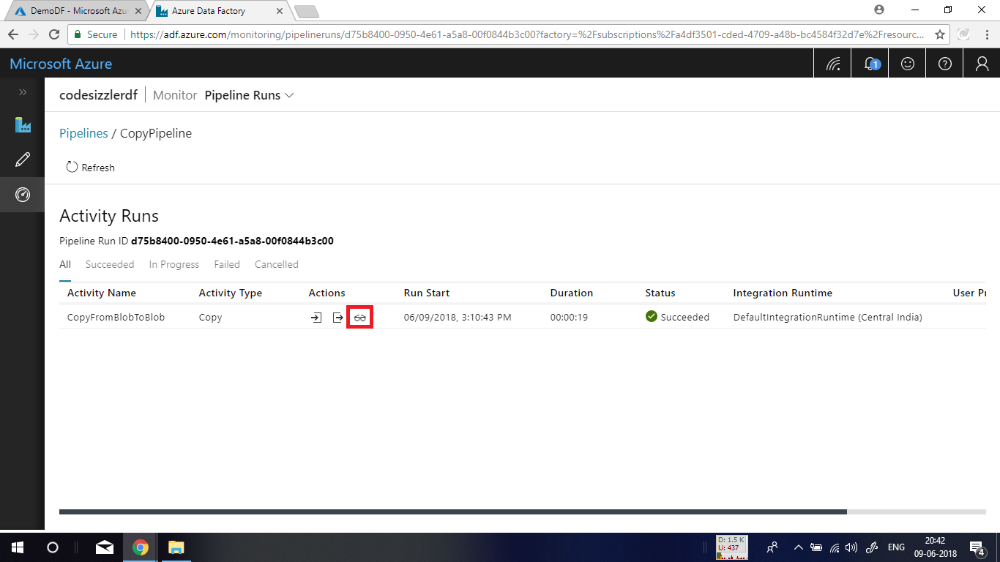 DemoDF - Microsoft Azu
Azure Data Factory
Secure
https://adf.azure.com/monitoring/pipelineruns/d75b8400-0950-4e61-a5a8-00f0844b3c00?factory=%2Fsubscriptions%2Fa4df3501-cded-4709-a48b-bc4584f32d7e%2Fresourc...
Microsoft Azure
1
codesizzlerdf Monitor Pipeline Runs
Pipelines / CopyPipeline
Refresh
Activity Runs
Pipeline Run ID d75b8400-0950-4e61-a5a8-00f0844b3c00
All Succeeded In Progress Failed Cancelled
Activity Name Activity Type Actions Run Start Duration Status Integration Runtime User Pr
CopyFromBlobToBlob Copy 06/09/2018, 3:10:43 PM 00:00:19 Succeeded DefaultIntegrationRuntime (Central India)
D: 1.5 K
U: 437
ENG
20:42
09-06-2018
4